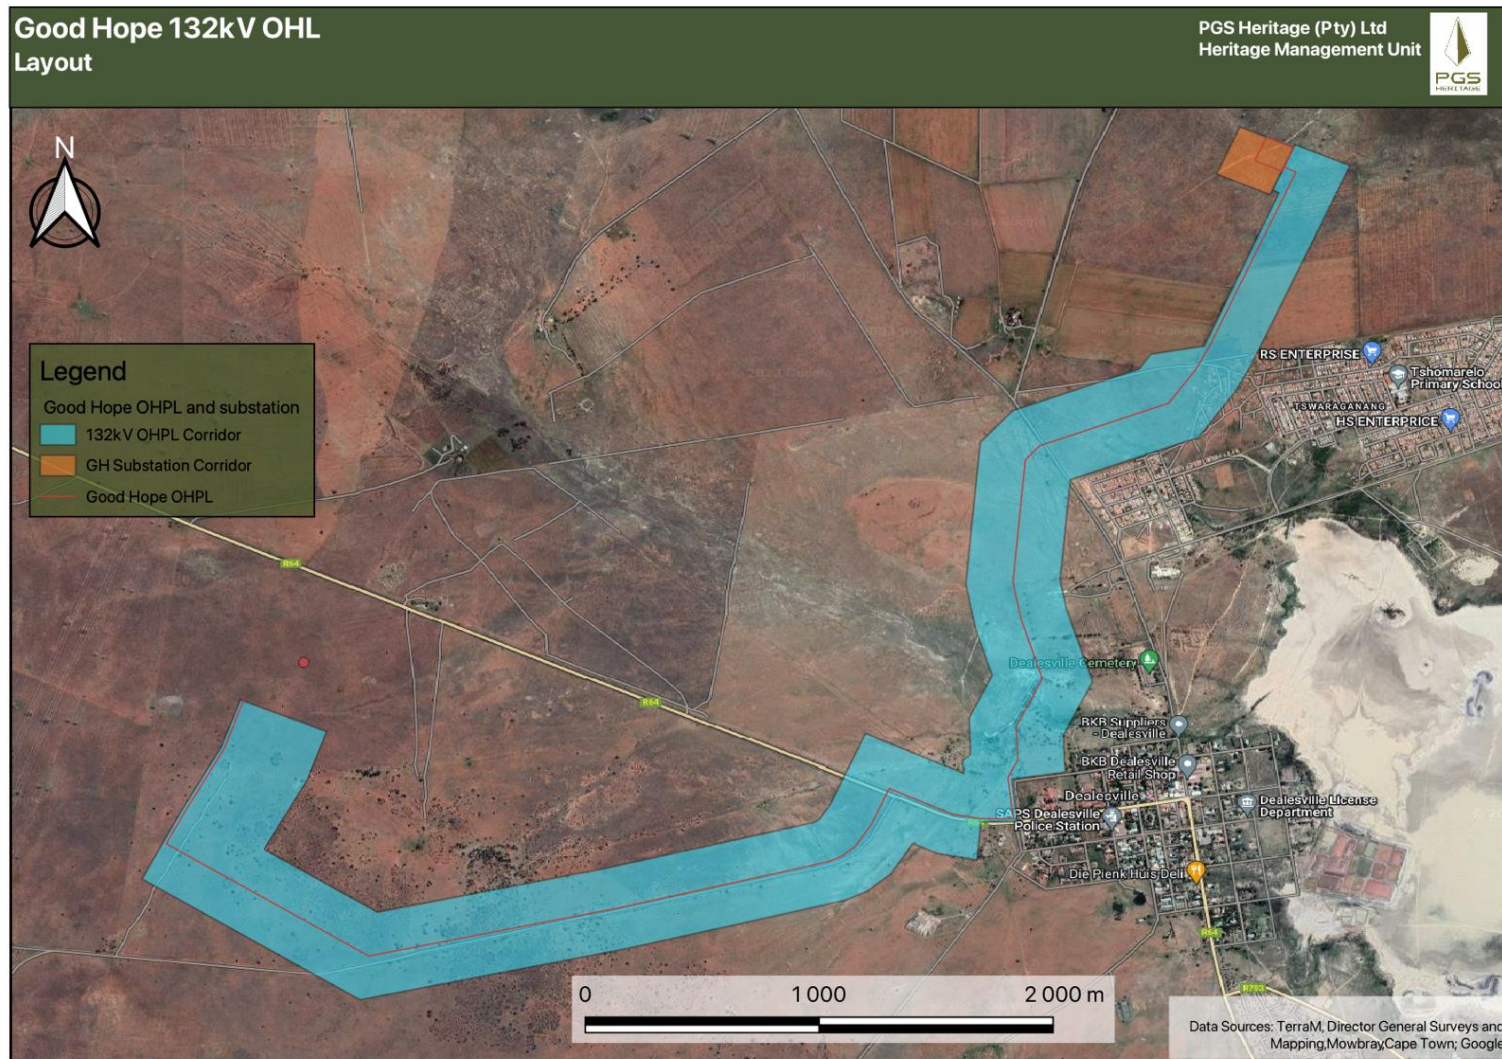 Good Hope 132kV OHL
Layout
PGS Heritage (Pty) Ltd
Heritage Management Unit
PGS
HERITAGE
N
Legend
Good Hope OHPL and substation
132kV OHPL Corridor
GH Substation Corridor
Good Hope OHPL
RS ENTERPRISE
Tshomarelo
Primary School
TSWARAGANANG
HS ENTERPRICE
R64
R64
Dealesville Cemetery
BKB Suppliers
- Dealesville
BKB Dealesville
Retail Shop
Dealesville
Dealesville License
Department
SAPS Dealesville
Police Station
Die Pienk Huis Deli
R64
R703
0 1 000 2 000 m
Data Sources: TerraM, Director General Surveys and
Mapping,Mowbray,Cape Town; Google